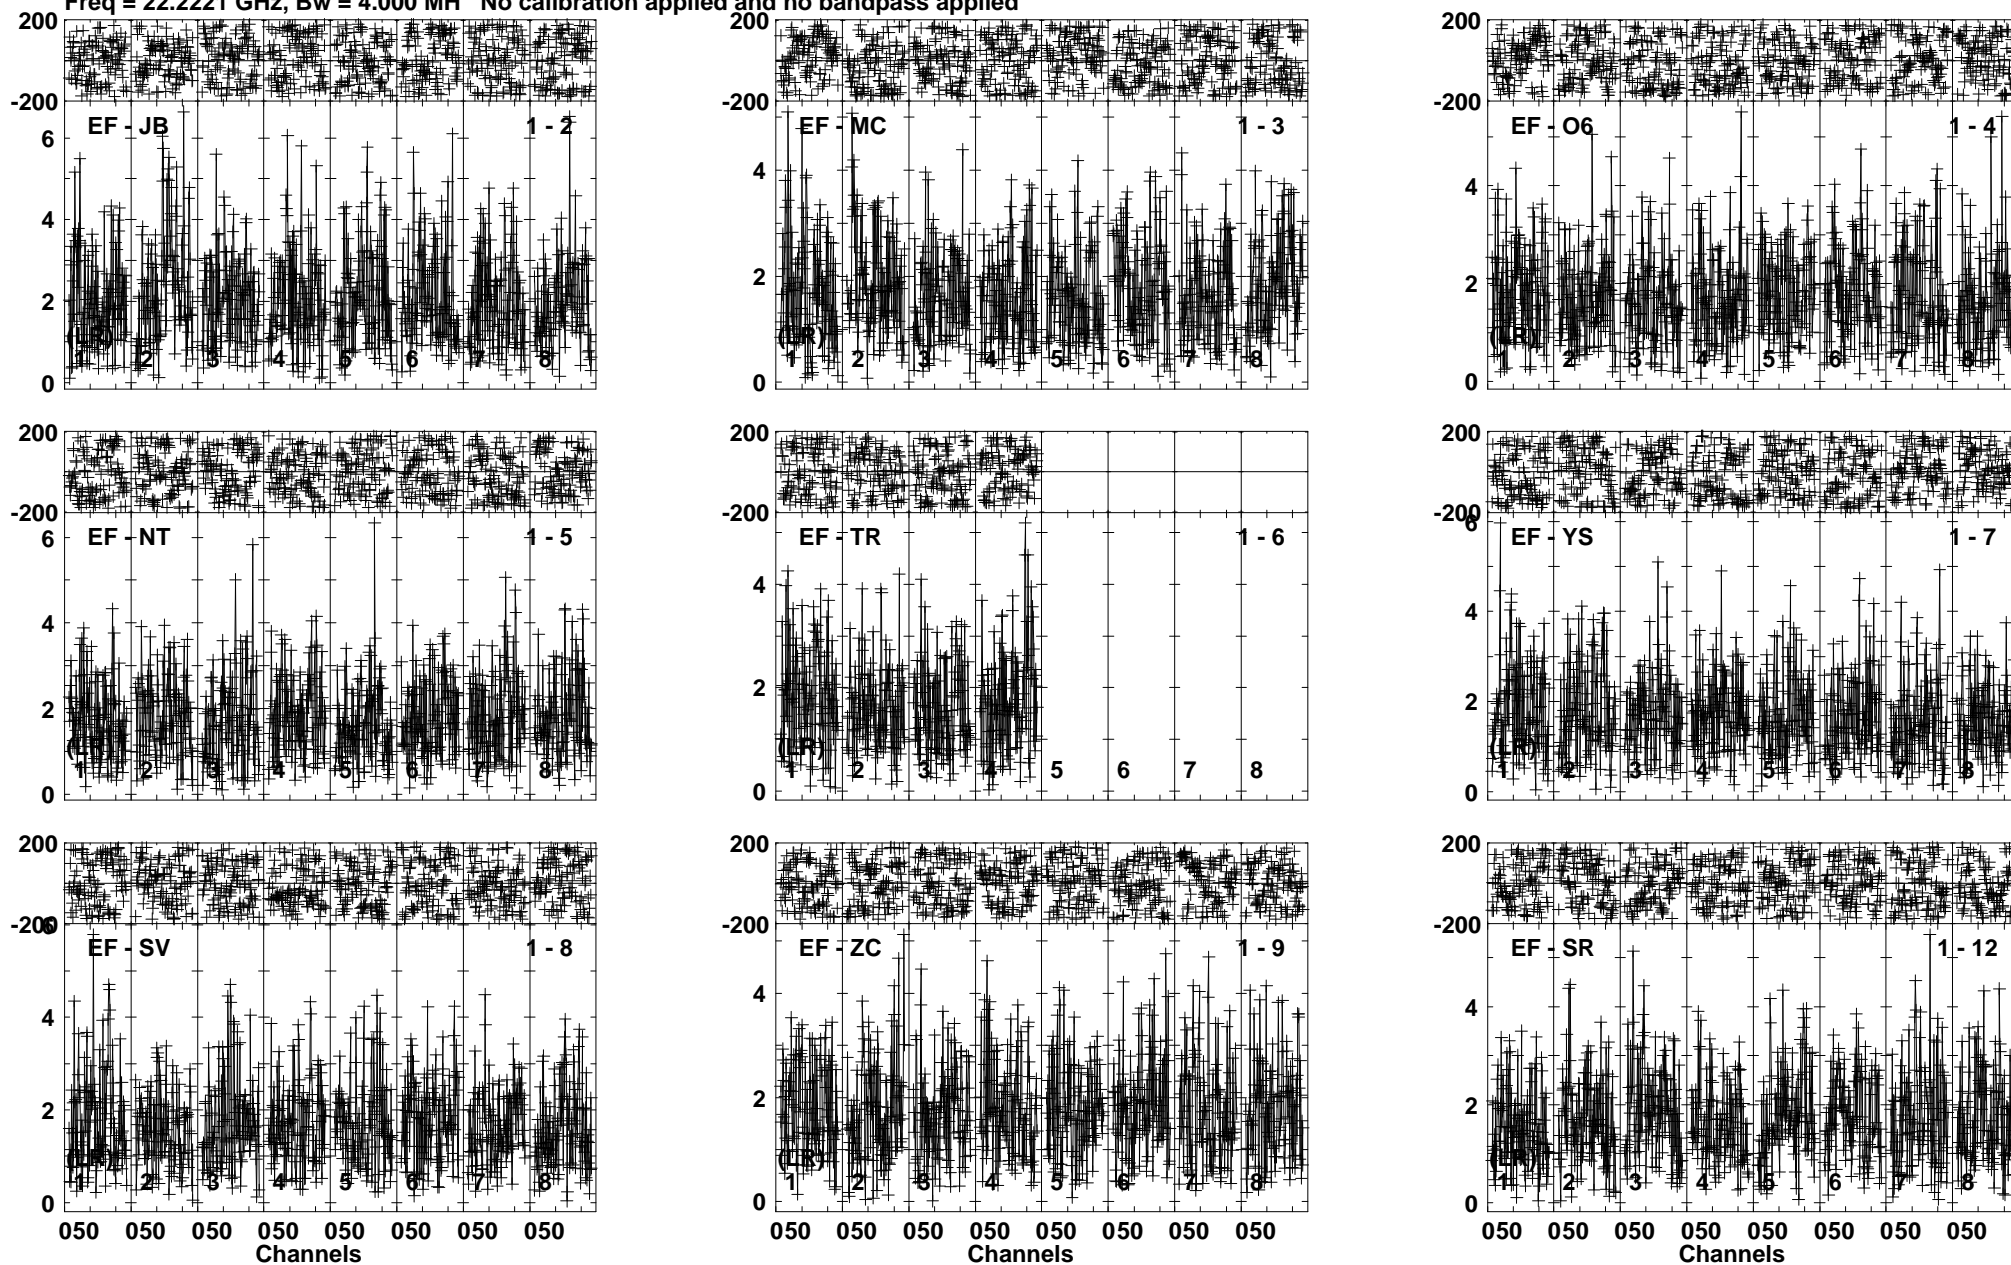 Freq = 22.2221 GHz, Bw = 4.000 MH No calibration applied and no bandpass applied
200
-200
EF - JB 1 - 2
6
4
2
0
(LR)
1 2 3 4 5 6 7 8
-200
EF - MC 1 - 3
200
4
2
0
(LR)
1 2 3 4 5 6 7 8
200
-200
EF - O6 1 - 4
4
2
0
(LR)
1 2 3 4 5 6 7 8
200
-200
EF - NT 1 - 5
6
4
2
0
(LR)
1 2 3 4 5 6 7 8
200
-200
EF - TR 1 - 6
4
2
0
(LR)
1 2 3 4 5 6 7 8
200
-200
6
EF - YS 1 - 7
4
2
0
(LR)
1 2 3 4 5 6 7 8
200
-200
6
EF - SV 1 - 8
4
2
0
(LR)
1 2 3 4 5 6 7 8
050 050 050 050 050 050 050 050
Channels
200
-200
EF - ZC 1 - 9
4
2
0
(LR)
1 2 3 4 5 6 7 8
050 050 050 050 050 050 050 050
Channels
200
-200
EF - SR 1 - 12
4
2
0
(LR)
1 2 3 4 5 6 7 8
050 050 050 050 050 050 050 050
Channels